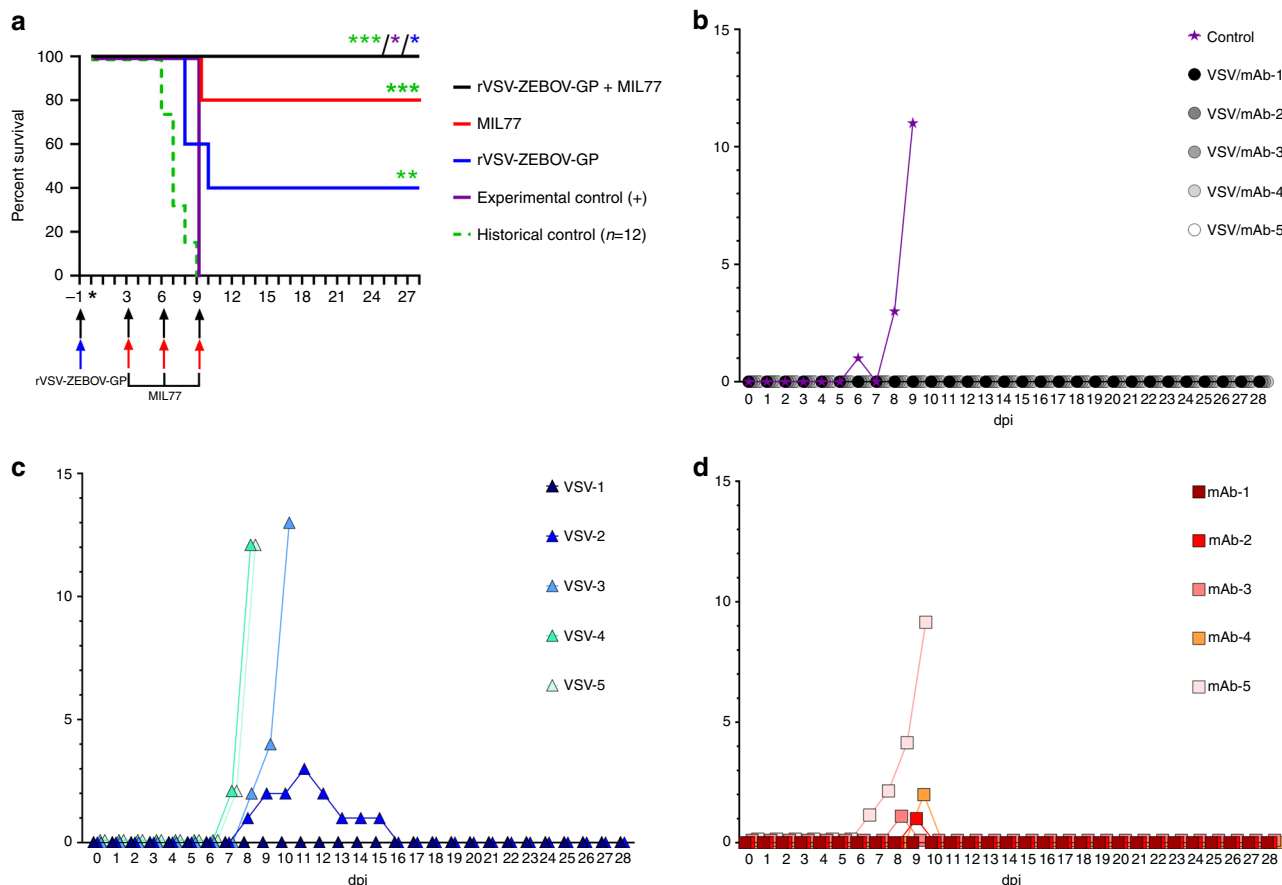 a
***/*/*
100
80
60
40
20
0
Percent survival
***
**
rVSV-ZEBOV-GP + MIL77
MIL77
rVSV-ZEBOV-GP
Experimental control (+)
Historical control (n=12)
−1 * 3 6 9 12 15 18 21 24 27
rVSV-ZEBOV-GP
MIL77
b
15
10
5
0
0 1 2 3 4 5 6 7 8 9 10 11 12 13 14 15 16 17 18 19 20 21 22 23 24 25 26 27 28
dpi
Control
VSV/mAb-1
VSV/mAb-2
VSV/mAb-3
VSV/mAb-4
VSV/mAb-5
c
15
10
5
0
0 1 2 3 4 5 6 7 8 9 10 11 12 13 14 15 16 17 18 19 20 21 22 23 24 25 26 27 28
dpi
VSV-1
VSV-2
VSV-3
VSV-4
VSV-5
d
15
10
5
0
0 1 2 3 4 5 6 7 8 9 10 11 12 13 14 15 16 17 18 19 20 21 22 23 24 25 26 27 28
dpi
mAb-1
mAb-2
mAb-3
mAb-4
mAb-5